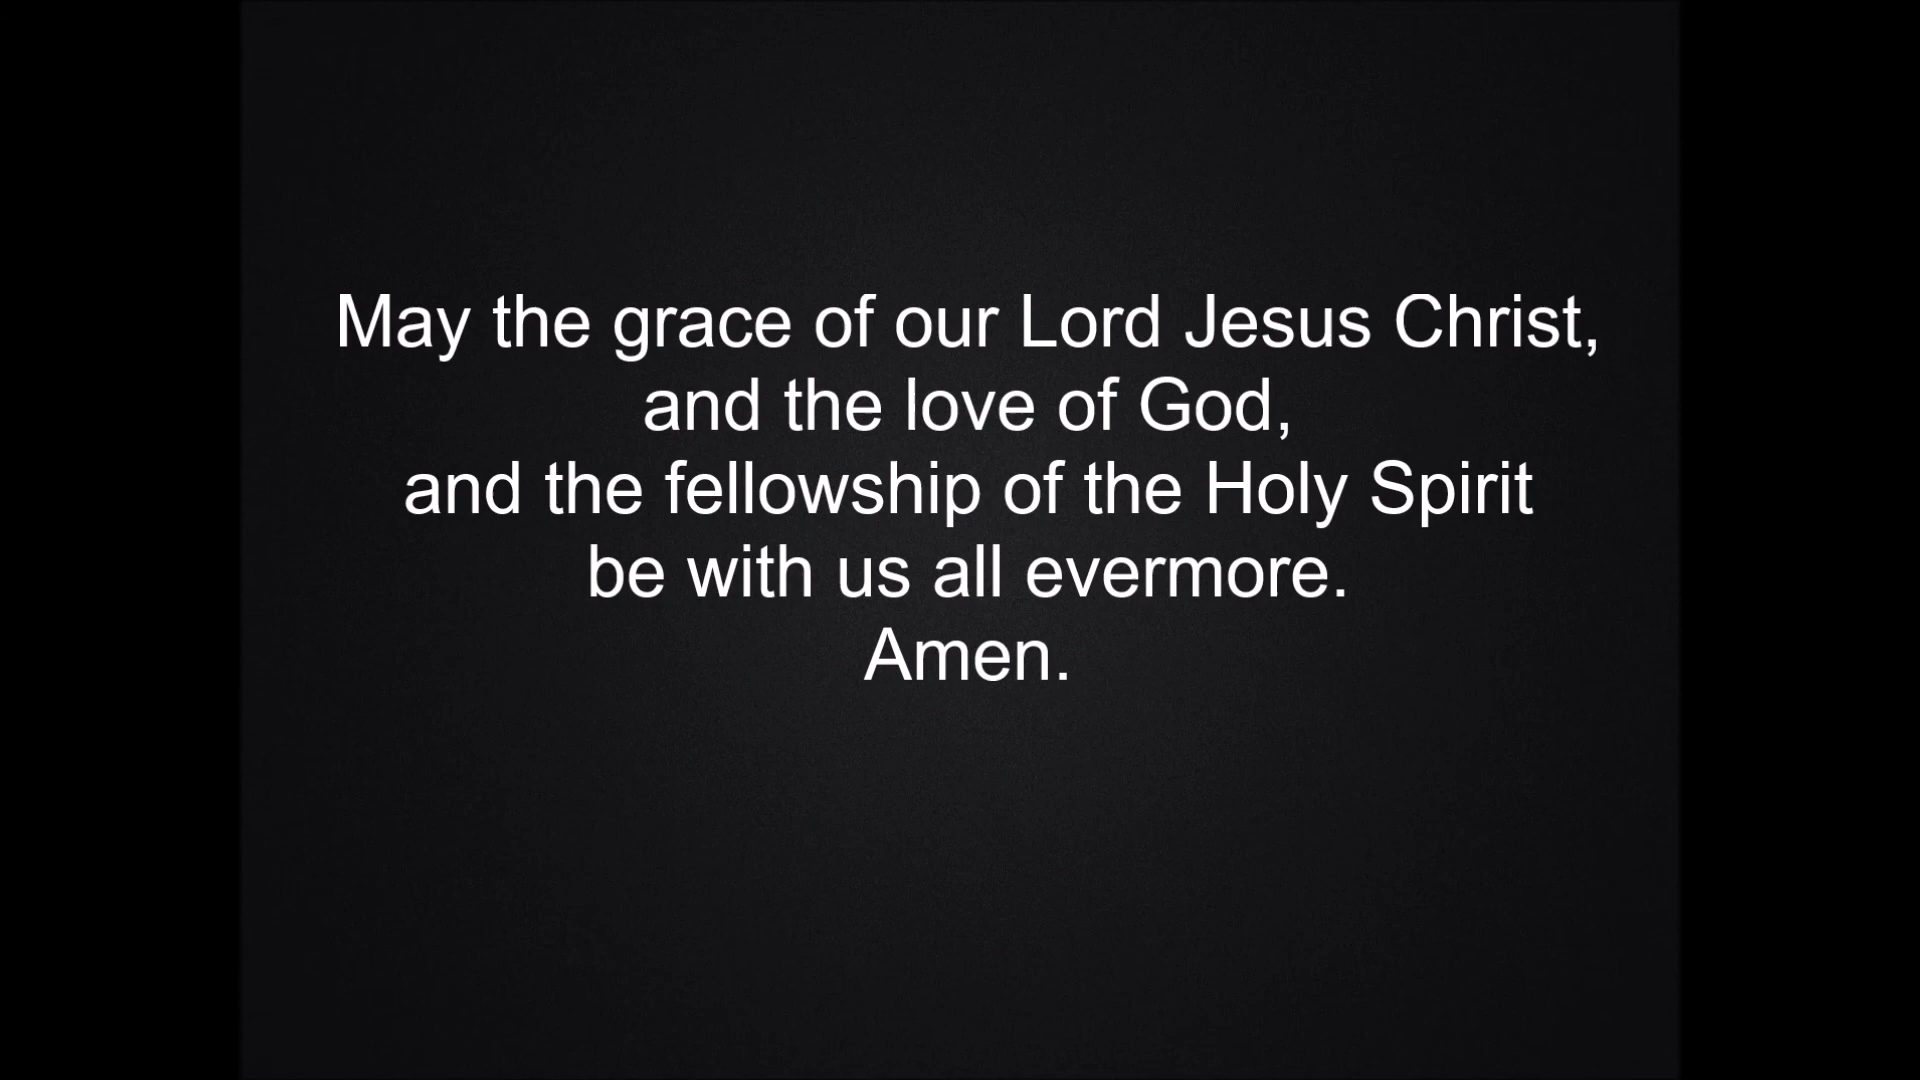 May the grace of our Lord Jesus Christ,
and the love of God,
and the fellowship of the Holy Spirit
be with us all evermore.
Amen.